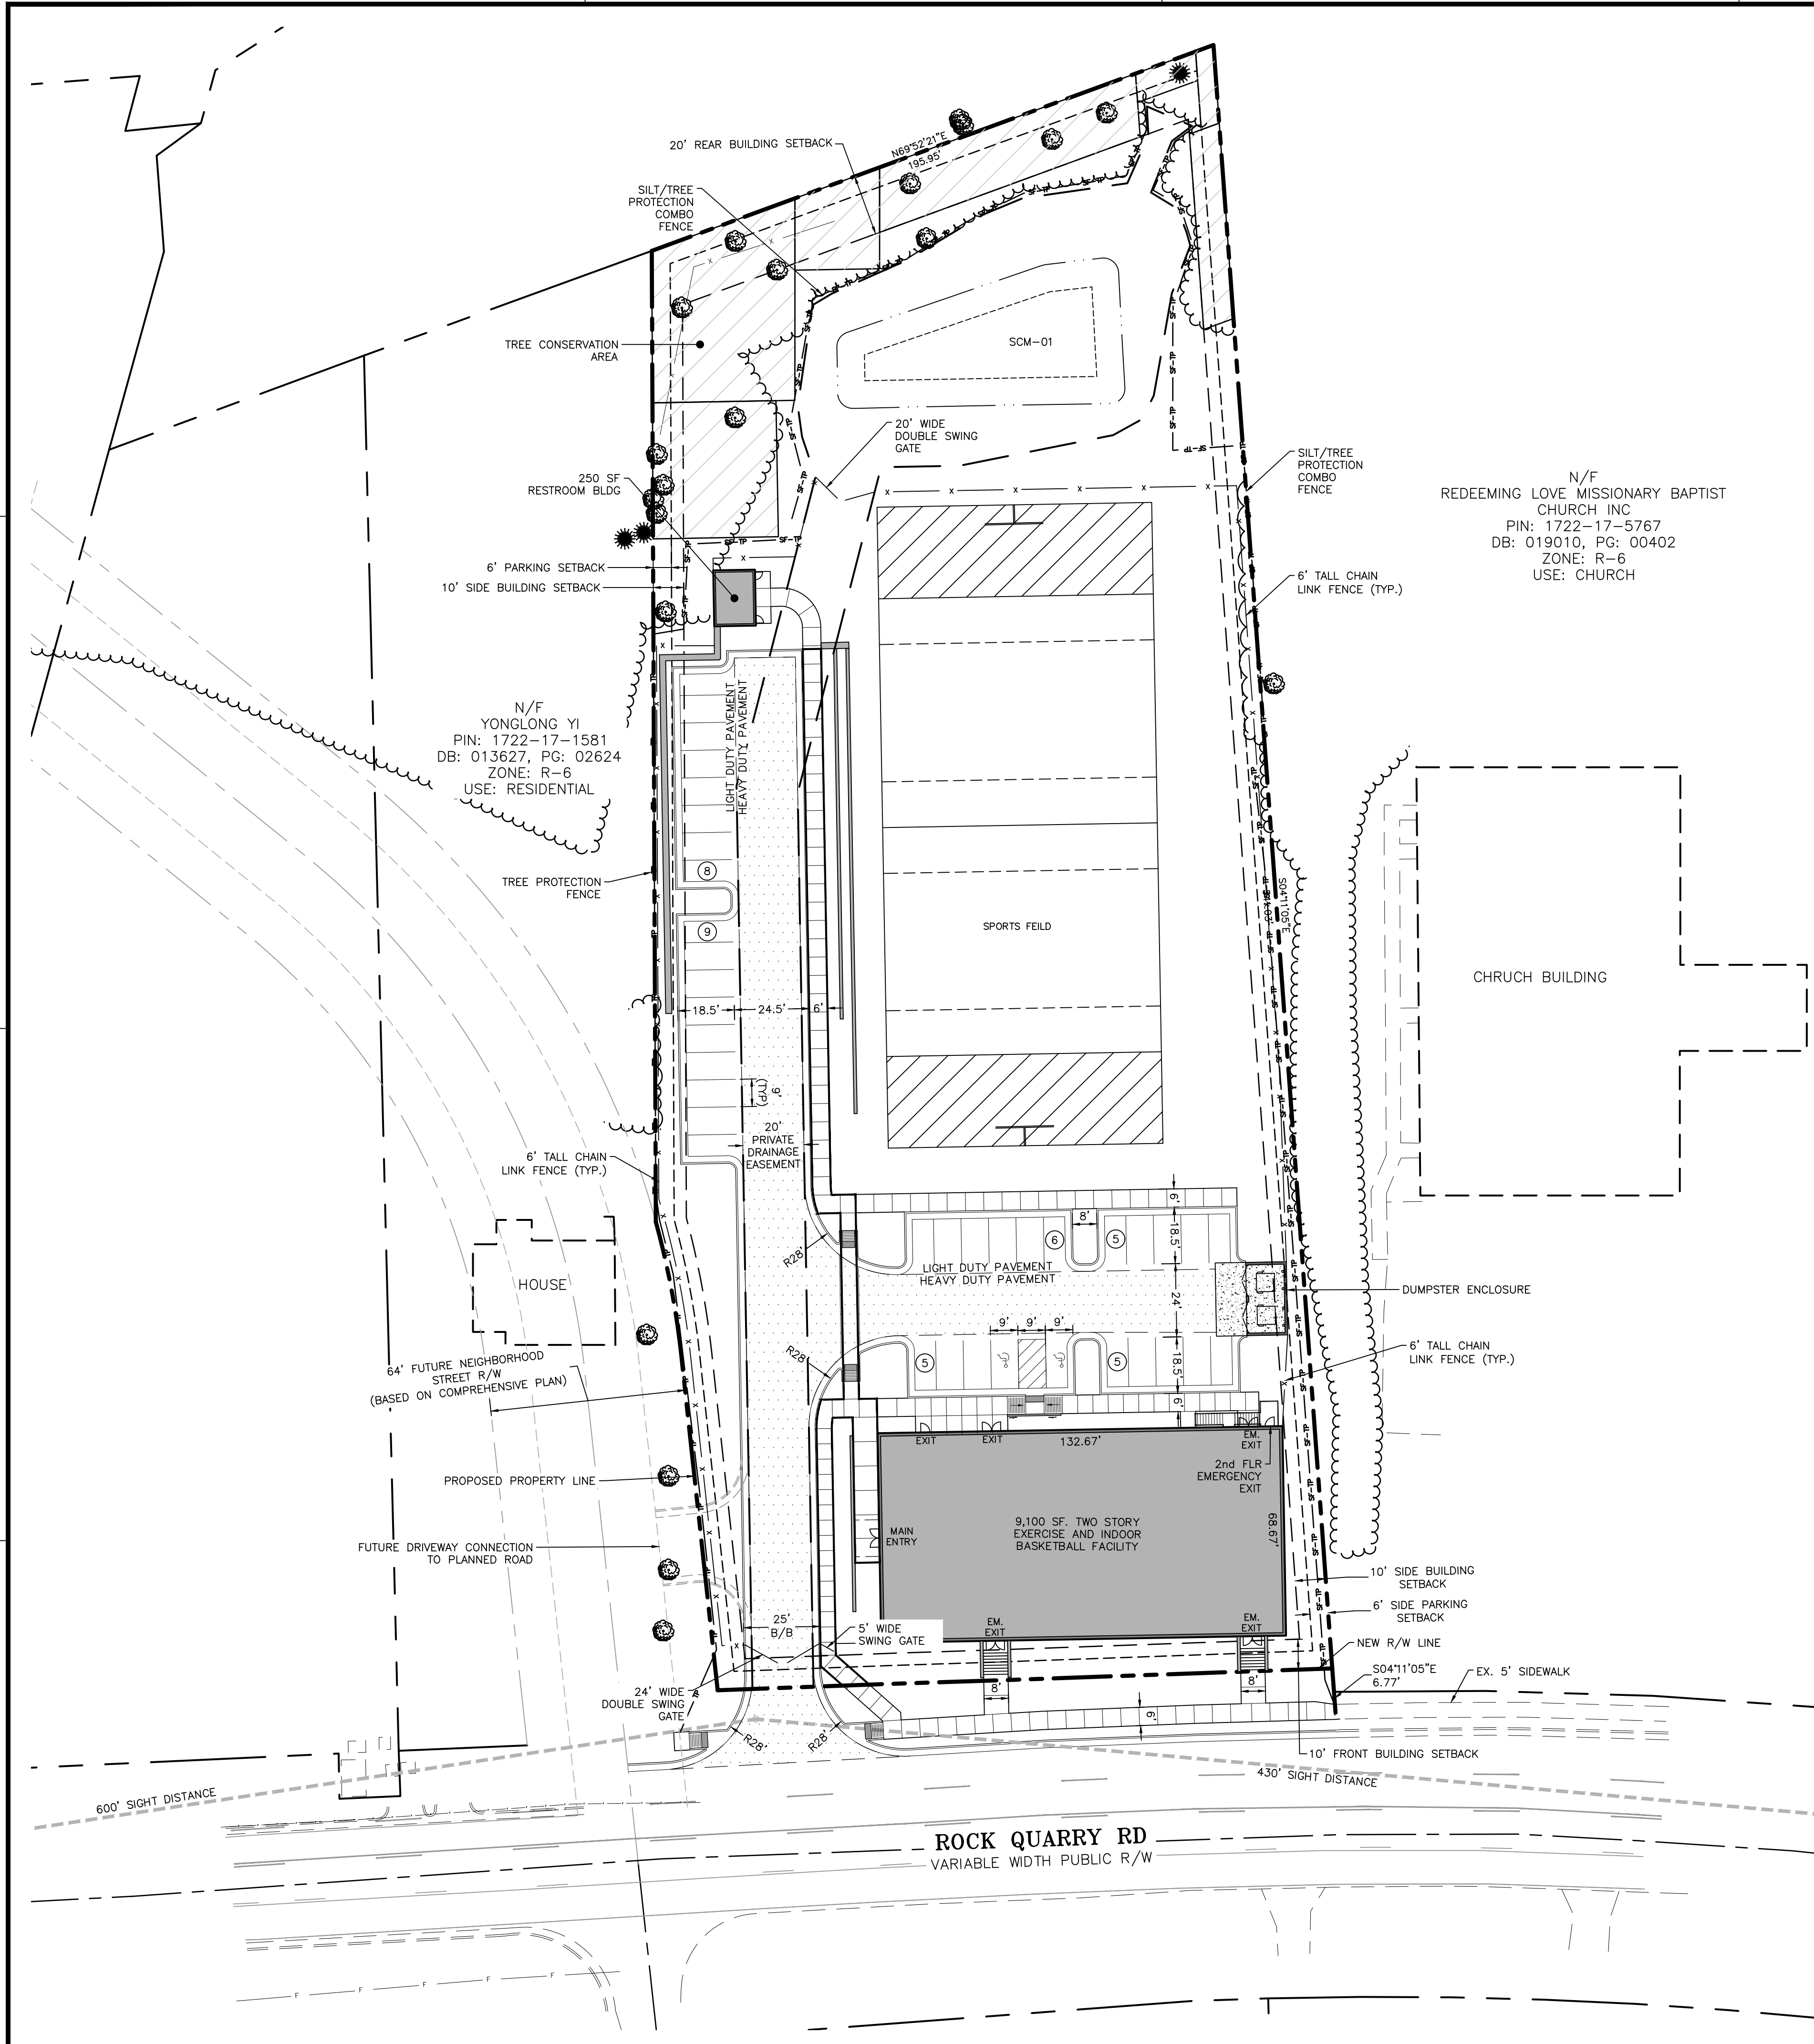 N69°52'21"E
195.95'
20' REAR BUILDING SETBACK
SILT/TREE
PROTECTION
COMBO
FENCE
TREE CONSERVATION
AREA
SCM-01
20' WIDE
DOUBLE SWING
GATE
250 SF
RESTROOM BLDG
SILT/TREE
PROTECTION
COMBO
FENCE
N/F
REDEEMING LOVE MISSIONARY BAPTIST
CHURCH INC
PIN: 1722-17-5767
DB: 019010, PG: 00402
ZONE: R-6
USE: CHURCH
6' PARKING SETBACK
10' SIDE BUILDING SETBACK
6' TALL CHAIN
LINK FENCE (TYP.)
N/F
YONGLONG YI
PIN: 1722-17-1581
DB: 013627, PG: 02624
ZONE: R-6
USE: RESIDENTIAL
LIGHT DUTY PAVEMENT
HEAVY DUTY PAVEMENT
TREE PROTECTION
FENCE
8
9
S04°11'05"E
SPORTS FEILD
CHRUCH BUILDING
18.5'
24.5'
6'
9'
(TYP)
20'
PRIVATE
DRAINAGE
EASEMENT
6' TALL CHAIN
LINK FENCE (TYP.)
6'
8'
6
5
18.5'
R28'
LIGHT DUTY PAVEMENT
HEAVY DUTY PAVEMENT
HOUSE
24'
DUMPSTER ENCLOSURE
9'
9'
9'
R28'
5
5
18.5'
6' TALL CHAIN
LINK FENCE (TYP.)
64' FUTURE NEIGHBORHOOD
STREET R/W
(BASED ON COMPREHENSIVE PLAN)
6'
EXIT
EXIT
132.67'
EM.
EXIT
2nd FLR
EMERGENCY
EXIT
PROPOSED PROPERTY LINE
MAIN
ENTRY
9,100 SF. TWO STORY
EXERCISE AND INDOOR
BASKETBALL FACILITY
68.67'
FUTURE DRIVEWAY CONNECTION
TO PLANNED ROAD
10' SIDE BUILDING
SETBACK
6' SIDE PARKING
SETBACK
25'
B/B
5' WIDE
SWING GATE
EM.
EXIT
EM.
EXIT
NEW R/W LINE
S04°11'05"E
6.77'
EX. 5' SIDEWALK
24' WIDE
DOUBLE SWING
GATE
8'
8'
6'
R28'
R28'
10' FRONT BUILDING SETBACK
600' SIGHT DISTANCE
430' SIGHT DISTANCE
ROCK QUARRY RD
VARIABLE WIDTH PUBLIC R/W
F F F F